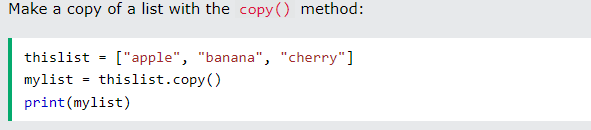 Make a copy of a list with the copy() method:
thislist = ["apple", "banana", "cherry"]
mylist = thislist.copy()
print(mylist)